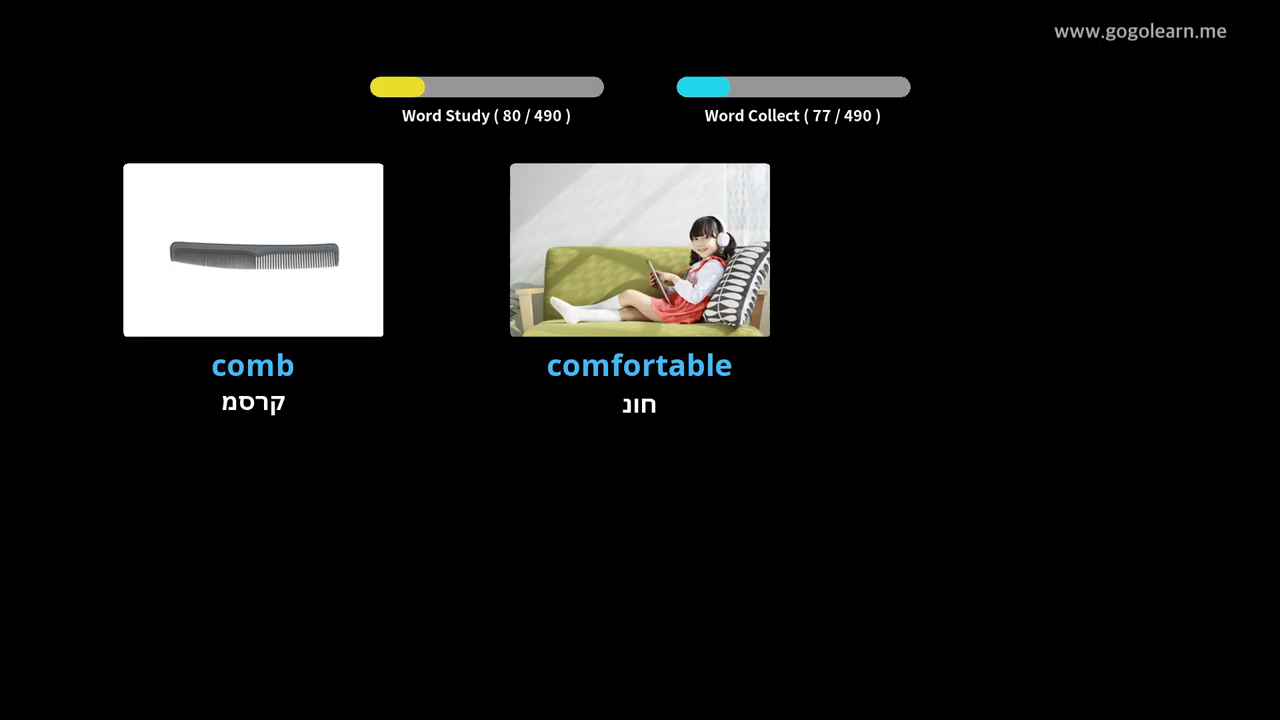 www.gogolearn.me
Word Study ( 80 / 490 )
Word Collect ( 77 / 490 )
comb
קרסמ
comfortable
חונ